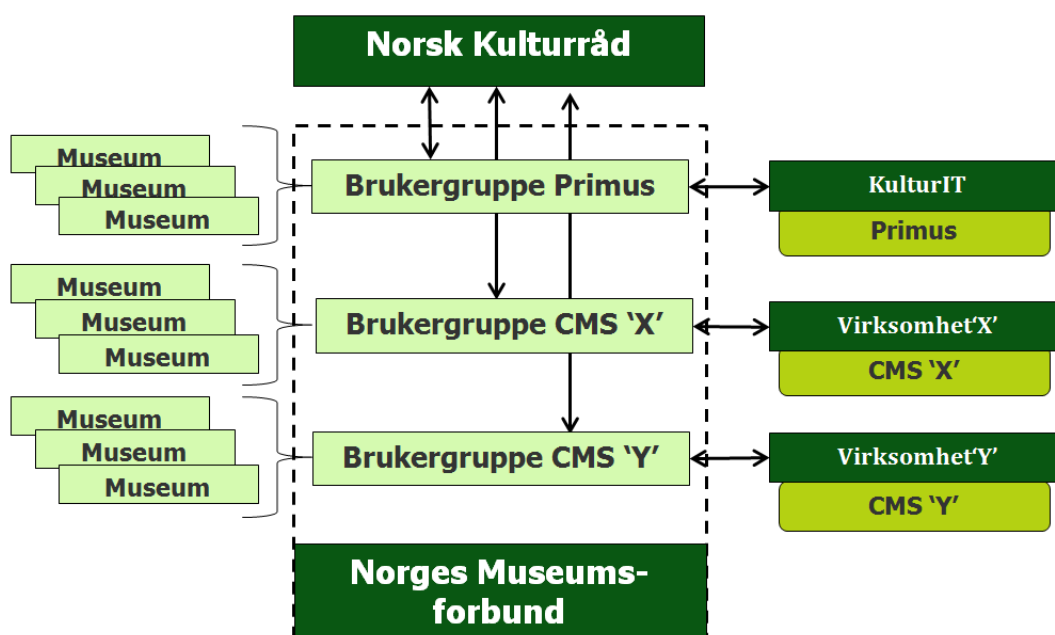 Norsk Kulturråd
Museum
Museum
Museum
Brukergruppe Primus
KulturIT
Primus
Museum
Museum
Museum
Brukergruppe CMS ‘X’
Virksomhet‘X’
CMS ‘X’
Museum
Museum
Museum
Brukergruppe CMS ‘Y’
Virksomhet‘Y’
CMS ‘Y’
Norges Museums-
forbund